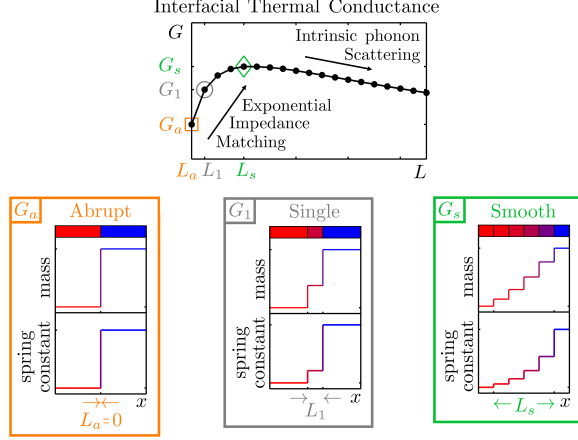 Interfacial Thermal Conductance
G
Intrinsic phonon
Scattering
G_s
G_1
Exponential
Impedance
Matching
G_a
L_a L_1 L_s L
G_a Abrupt
mass
spring
constant
x
L_a=0
G_1 Single
mass
spring
constant
x
L_1
G_s Smooth
mass
spring
constant
x
L_s